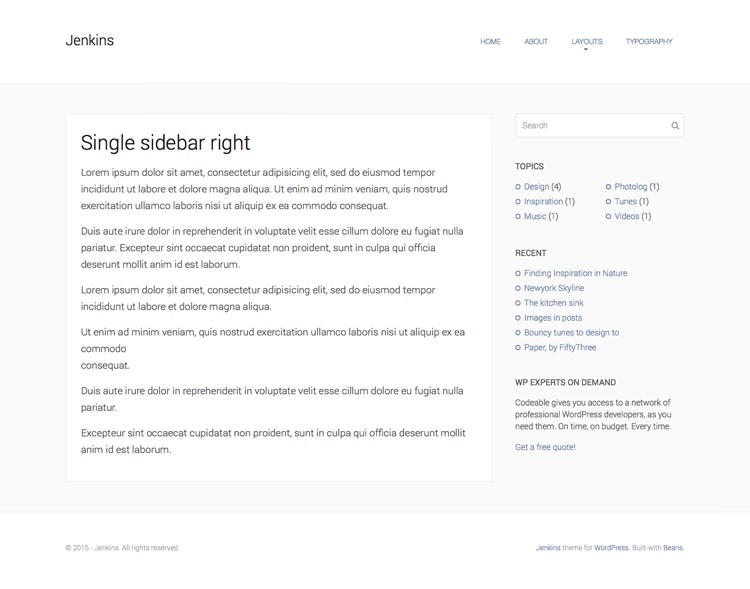 Jenkins
HOME ABOUT LAYOUTS TYPOGRAPHY
Single sidebar right
Lorem ipsum dolor sit amet, consectetur adipisicing elit, sed do eiusmod tempor
incididunt ut labore et dolore magna aliqua. Ut enim ad minim veniam, quis nostrud
exercitation ullamco laboris nisi ut aliquip ex ea commodo consequat.
Duis aute irure dolor in reprehenderit in voluptate velit esse cillum dolore eu fugiat nulla
pariatur. Excepteur sint occaecat cupidatat non proident, sunt in culpa qui officia
deserunt mollit anim id est laborum.
Lorem ipsum dolor sit amet, consectetur adipisicing elit, sed do eiusmod tempor
incididunt ut labore et dolore magna aliqua.
Ut enim ad minim veniam, quis nostrud exercitation ullamco laboris nisi ut aliquip ex ea
commodo
consequat.
Duis aute irure dolor in reprehenderit in voluptate velit esse cillum dolore eu fugiat nulla
pariatur.
Excepteur sint occaecat cupidatat non proident, sunt in culpa qui officia deserunt mollit
anim id est laborum.
Search
TOPICS
Design (4) Photolog (1)
Inspiration (1) Tunes (1)
Music (1) Videos (1)
RECENT
Finding Inspiration in Nature
Newyork Skyline
The kitchen sink
Images in posts
Bouncy tunes to design to
Paper, by FiftyThree
WP EXPERTS ON DEMAND
Codeable gives you access to a network of
professional WordPress developers, as you
need them. On time, on budget. Every time.
Get a free quote!
© 2015 - Jenkins. All rights reserved.
Jenkins theme for WordPress. Built-with Beans.